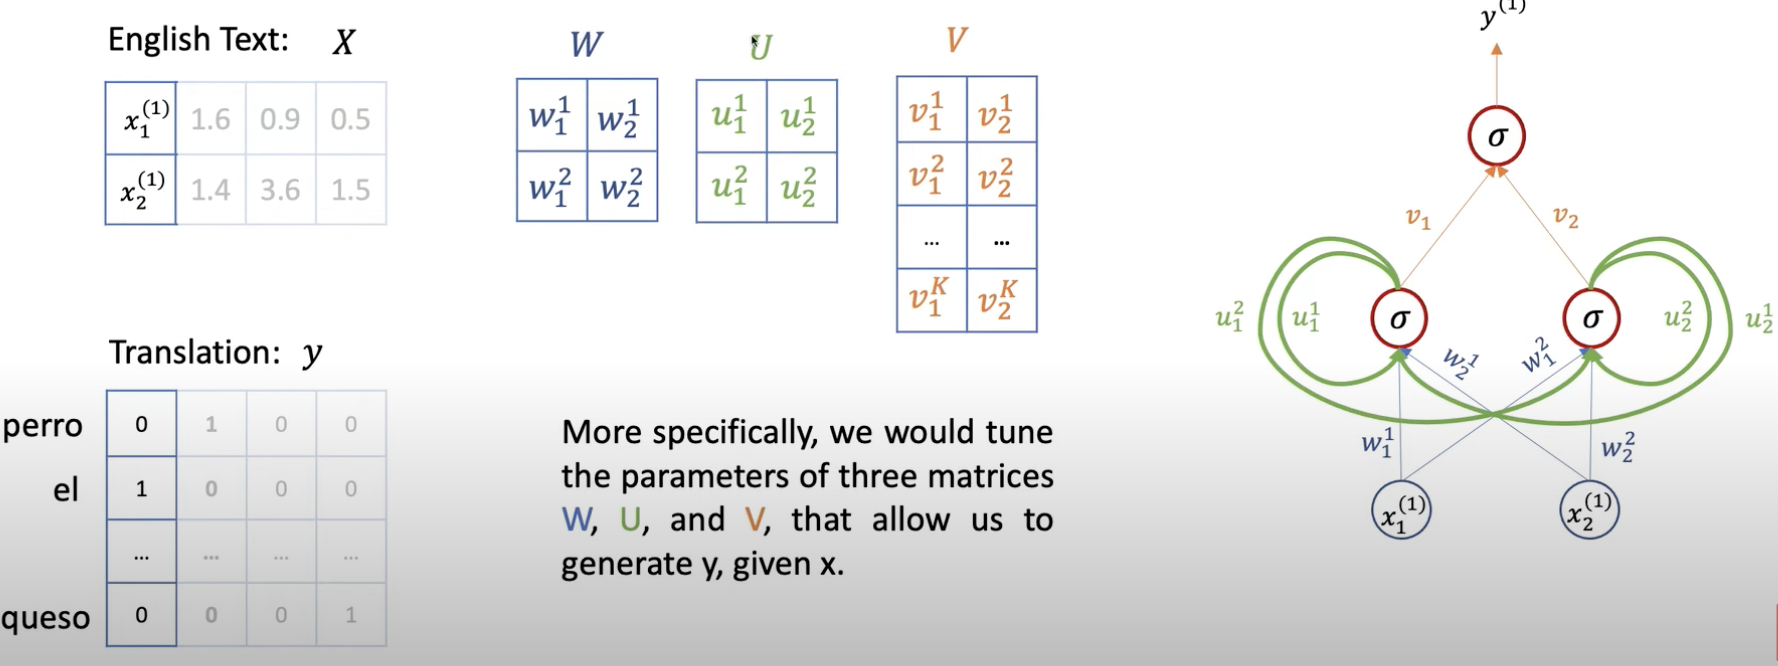 English Text: X
x₁⁽¹⁾ 1.6 0.9 0.5
x₂⁽¹⁾ 1.4 3.6 1.5
W
w₁¹ w₂¹
w₁² w₂²
U
u₁¹ u₂¹
u₁² u₂²
V
v₁¹ v₂¹
v₁² v₂²
... ...
v₁ᴷ v₂ᴷ
Translation: y
perro 0 1 0 0
el 1 0 0 0
... ... ... ...
queso 0 0 0 1
More specifically, we would tune
the parameters of three matrices
W, U, and V, that allow us to
generate y, given x.
y⁽¹⁾
σ
v₁ v₂
u₁² u₁¹ σ σ u₂² u₂¹
w₂¹ w₁²
w₁¹ w₂²
x₁⁽¹⁾ x₂⁽¹⁾